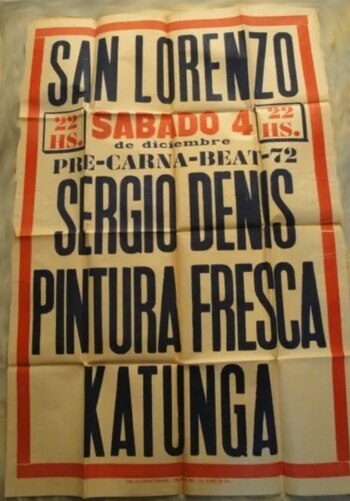 SAN LORENZO
22 HS. SABADO 4 22 HS.
de diciembre
PRE-CARNA-BEAT-72
SERGIO DENIS
PINTURA FRESCA
KATUNGA